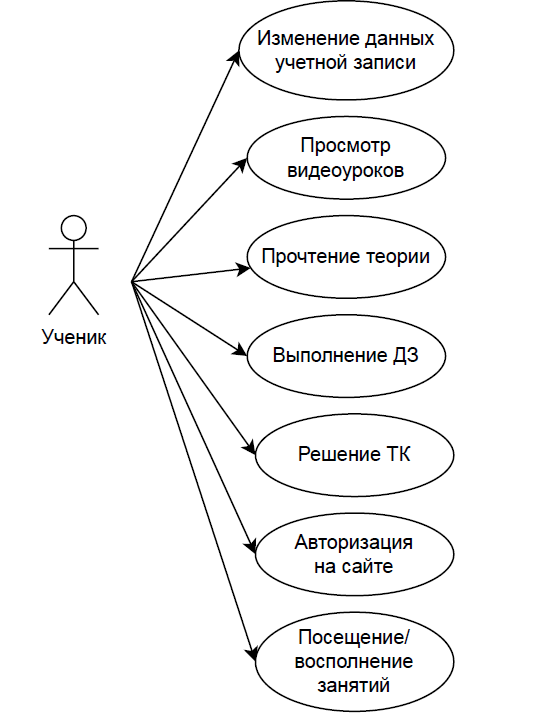 Изменение данных
учетной записи
Просмотр
видеоуроков
Прочтение теории
Ученик
Выполнение ДЗ
Решение ТК
Авторизация
на сайте
Посещение/
восполнение
занятий